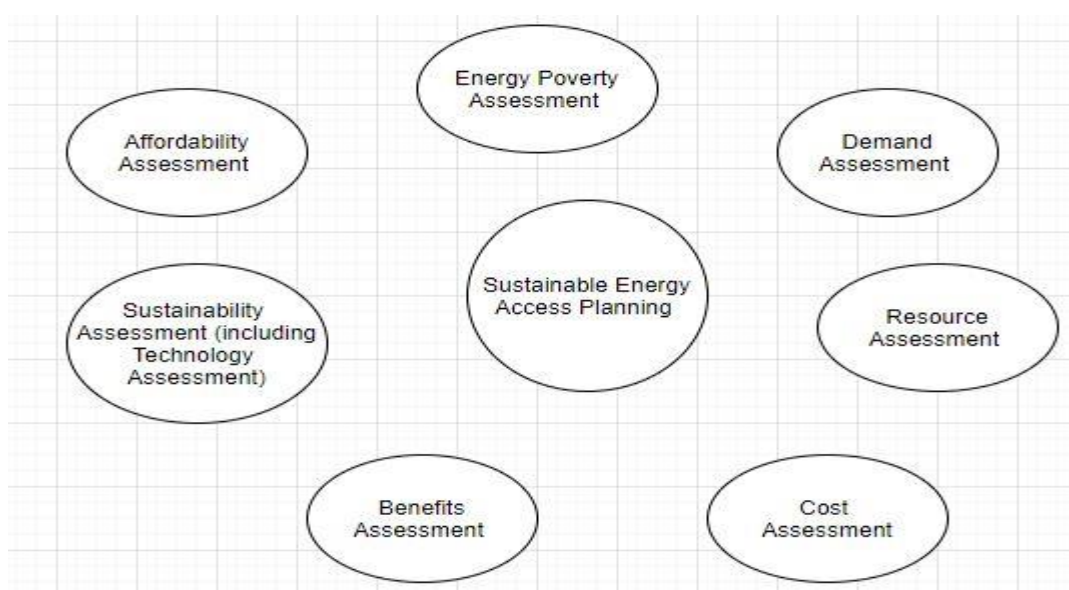 Energy Poverty
Assessment
Affordability
Assessment
Demand
Assessment
Sustainable Energy
Access Planning
Sustainability
Assessment (including
Technology
Assessment)
Resource
Assessment
Benefits
Assessment
Cost
Assessment